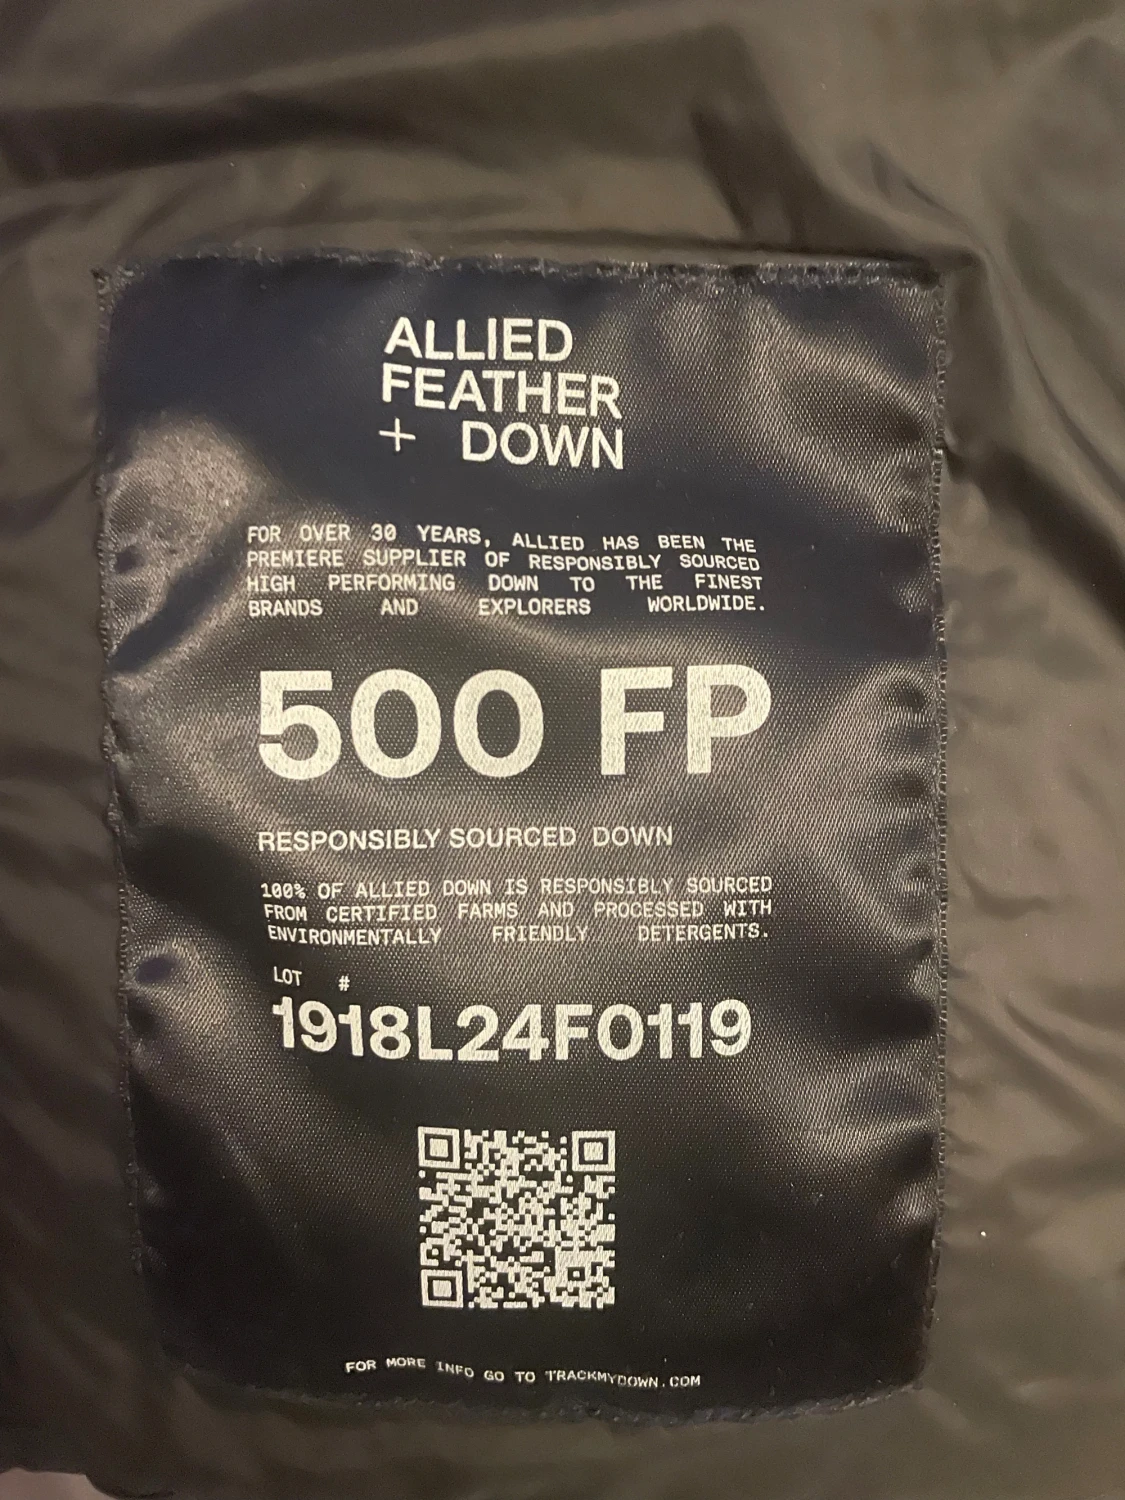 ALLIED
FEATHER
+ DOWN
FOR OVER 30 YEARS, ALLIED HAS BEEN THE
PREMIERE SUPPLIER OF RESPONSIBLY SOURCED
HIGH PERFORMING DOWN TO THE FINEST
BRANDS AND EXPLORERS WORLDWIDE.
500 FP
RESPONSIBLY SOURCED DOWN
100% OF ALLIED DOWN IS RESPONSIBLY SOURCED
FROM CERTIFIED FARMS AND PROCESSED WITH
ENVIRONMENTALLY FRIENDLY DETERGENTS.
LOT #
1918L24F0119
FOR MORE INFO GO TO TRACKMYDOWN.COM